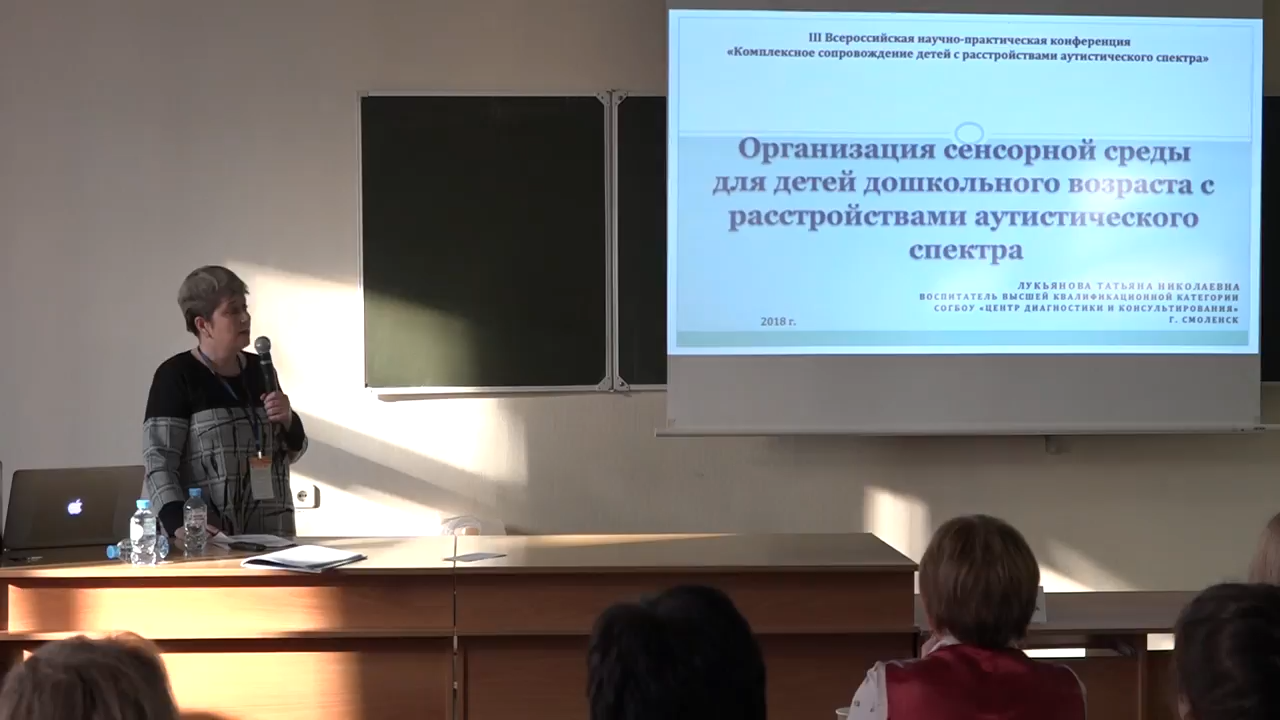 III Всероссийская научно-практическая конференция
«Комплексное сопровождение детей с расстройствами аутистического спектра»
Организация сенсорной среды
для детей дошкольного возраста с
расстройствами аутистического
спектра
ЛУКЬЯНОВА ТАТЬЯНА НИКОЛАЕВНА
ВОСПИТАТЕЛЬ ВЫСШЕЙ КВАЛИФИКАЦИОННОЙ КАТЕГОРИИ
СОГБОУ «ЦЕНТР ДИАГНОСТИКИ И КОНСУЛЬТИРОВАНИЯ»
Г. СМОЛЕНСК
2018 г.